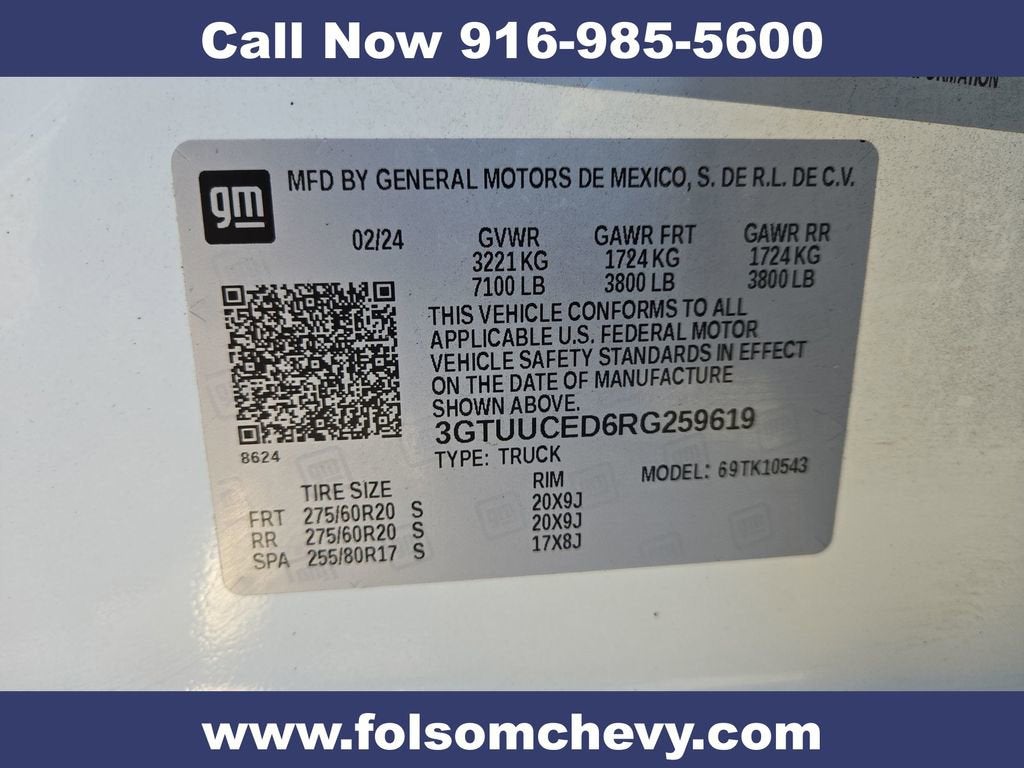 Call Now 916-985-5600
gm
MFD BY GENERAL MOTORS DE MEXICO, S. DE R.L. DE C.V.
02/24 GVWR GAWR FRT GAWR RR
3221 KG 1724 KG 1724 KG
7100 LB 3800 LB 3800 LB
THIS VEHICLE CONFORMS TO ALL
APPLICABLE U.S. FEDERAL MOTOR
VEHICLE SAFETY STANDARDS IN EFFECT
ON THE DATE OF MANUFACTURE
SHOWN ABOVE.
3GTUUCED6RG259619
8624
TYPE: TRUCK MODEL: 69TK10543
TIRE SIZE RIM
FRT 275/60R20 S 20X9J
RR 275/60R20 S 20X9J
SPA 255/80R17 S 17X8J
www.folsomchevy.com